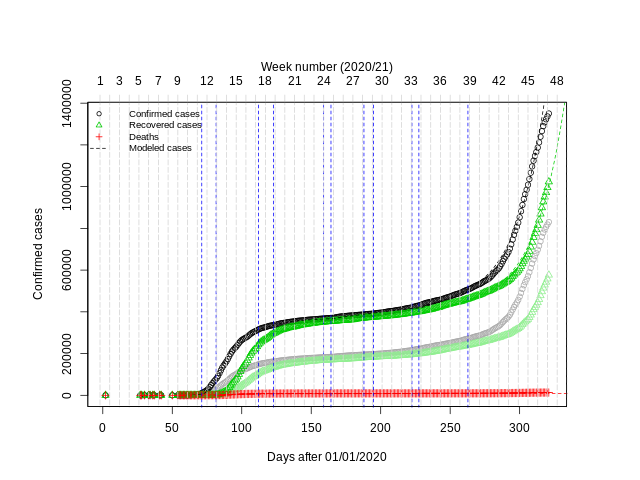 Week number (2020/21)
1 3 5 7 9 12 15 18 21 24 27 30 33 36 39 42 45 48
Confirmed cases
Recovered cases
Deaths
Modeled cases
Confirmed cases
0 200000 600000 1000000 1400000
0 50 100 150 200 250 300
Days after 01/01/2020